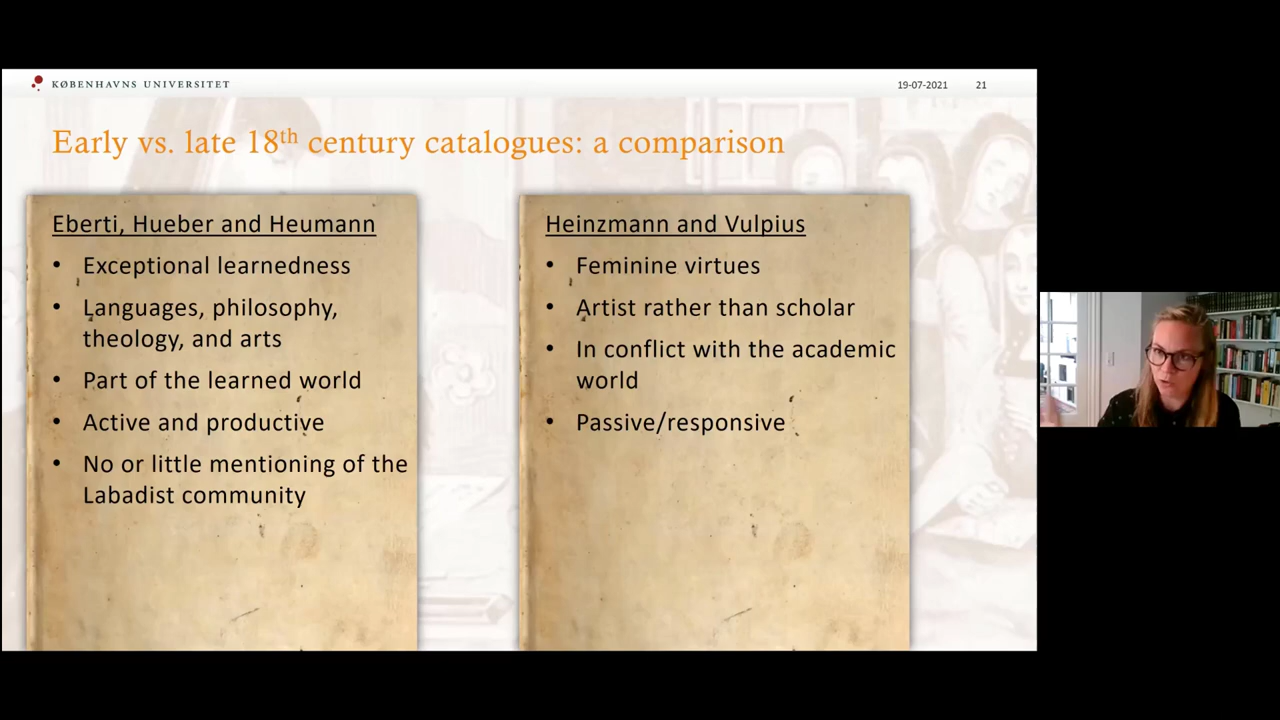 KØBENHAVNS UNIVERSITET
19-07-2021 21
Early vs. late 18th century catalogues: a comparison
Eberti, Hueber and Heumann
• Exceptional learnedness
• Languages, philosophy,
theology, and arts
• Part of the learned world
• Active and productive
• No or little mentioning of the
Labadist community
Heinzmann and Vulpius
• Feminine virtues
• Artist rather than scholar
• In conflict with the academic
world
• Passive/responsive